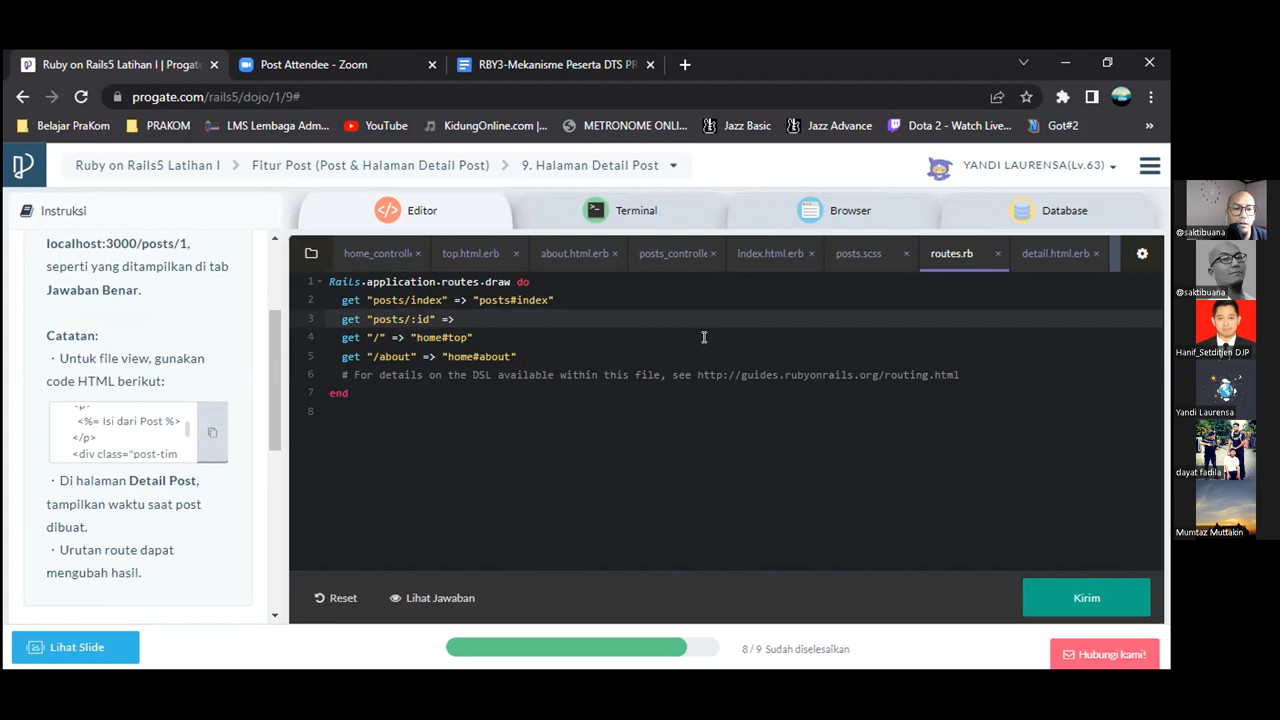 Ruby on Rails5 Latihan I | Progate
Post Attendee - Zoom
RBY3-Mekanisme Peserta DTS PR
progate.com/rails5/dojo/1/9#
Belajar PraKom
PRAKOM
LMS Lembaga Adm...
YouTube
KidungOnline.com |...
METRONOME ONLI...
Jazz Basic
Jazz Advance
Dota 2 - Watch Live...
Got#2
»
Ruby on Rails5 Latihan I
Fitur Post (Post & Halaman Detail Post)
9. Halaman Detail Post
YANDI LAURENSA(Lv.63)
Instruksi
Editor
Terminal
Browser
Database
localhost:3000/posts/1,
seperti yang ditampilkan di tab
Jawaban Benar.
Catatan:
・Untuk file view, gunakan
code HTML berikut:
<p>
<%= Isi dari Post %>
</p>
<div class="post-tim
・Di halaman Detail Post,
tampilkan waktu saat post
dibuat.
・Urutan route dapat
mengubah hasil.
home_controlle
top.html.erb
about.html.erb
posts_controlle
index.html.erb
posts.scss
routes.rb
detail.html.erb
1 Rails.application.routes.draw do
2 get "posts/index" => "posts#index"
3 get "posts/:id" =>
4 get "/" => "home#top"
5 get "/about" => "home#about"
6 # For details on the DSL available within this file, see http://guides.rubyonrails.org/routing.html
7 end
8
Reset
Lihat Jawaban
Kirim
Lihat Slide
8/9 Sudah diselesaikan
Hubungi kami!
@saktibuana
@saktibuana
Hanif_Setditjen DJP
Yandi Laurensa
dayat fadila
Mumtaz Muttakin